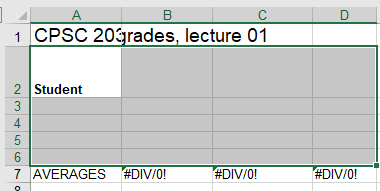 A B C D
1 CPSC 203 grades, lecture 01
2 Student
3
4
5
6
7 AVERAGES #DIV/0! #DIV/0! #DIV/0!